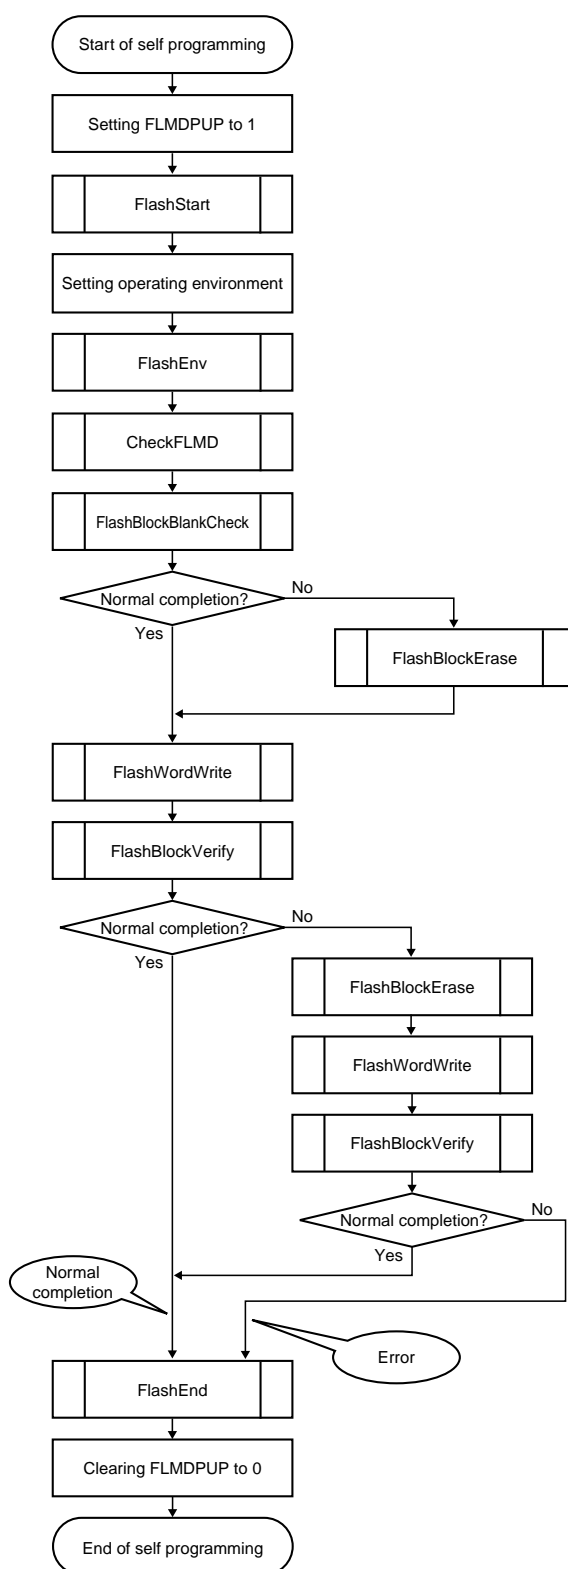 Start of self programming
Setting FLMDPUP to 1
FlashStart
Setting operating environment
FlashEnv
CheckFLMD
FlashBlockBlankCheck
Normal completion?
No
Yes
FlashBlockErase
FlashWordWrite
FlashBlockVerify
Normal completion?
No
Yes
FlashBlockErase
FlashWordWrite
FlashBlockVerify
Normal completion?
No
Yes
Normal
completion
Error
FlashEnd
Clearing FLMDPUP to 0
End of self programming